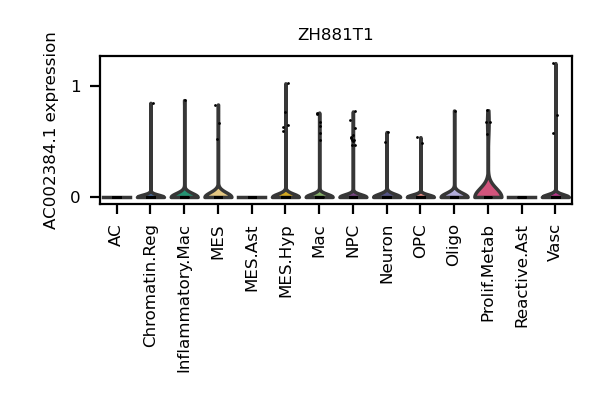 ZH881T1
AC002384.1 expression
1
0
AC
Chromatin.Reg
Inflammatory.Mac
MES
MES.Ast
MES.Hyp
Mac
NPC
Neuron
OPC
Oligo
Prolif.Metab
Reactive.Ast
Vasc